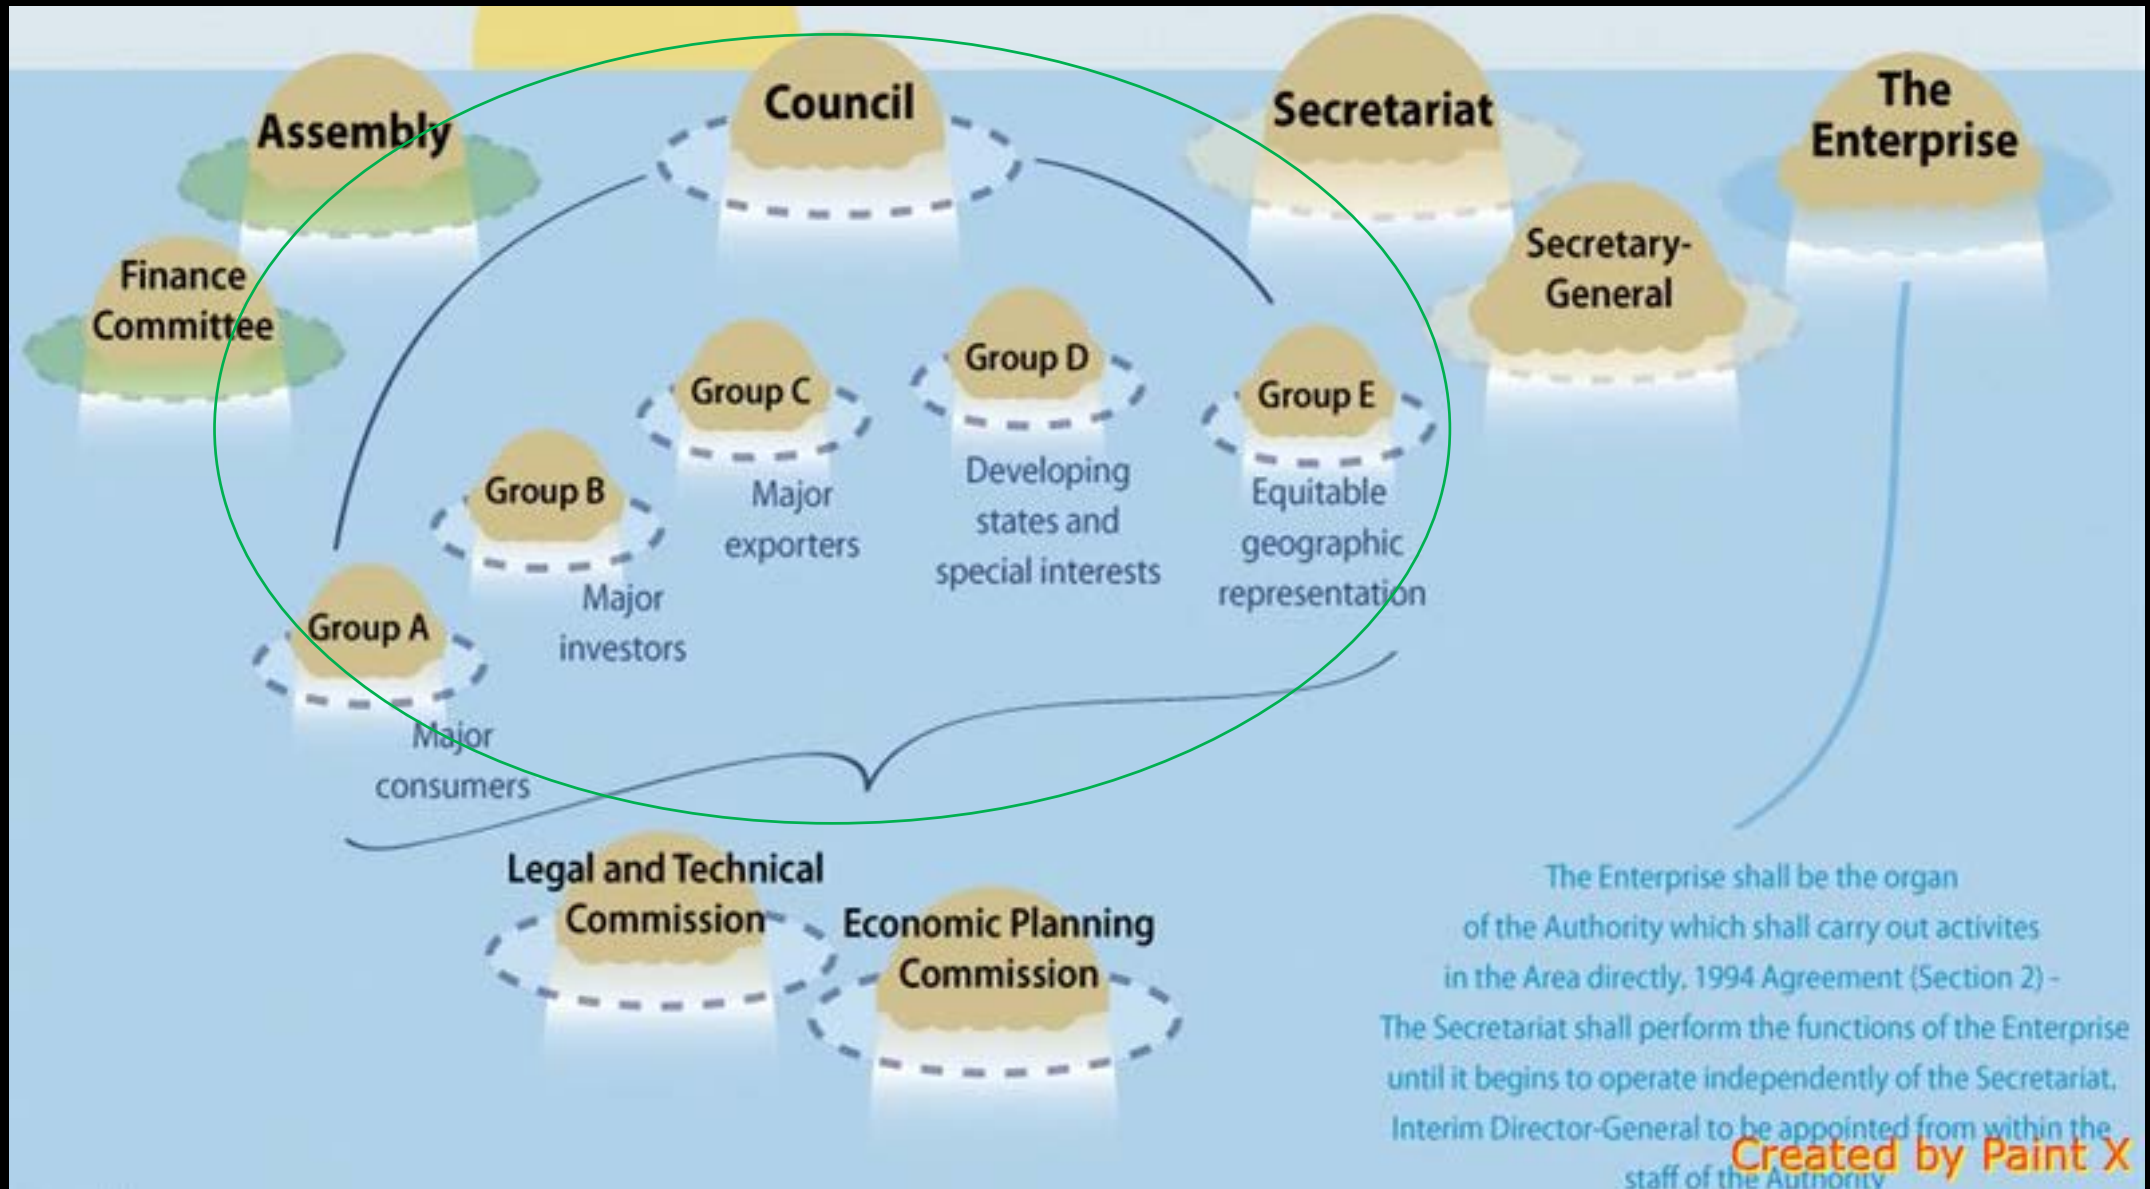 Assembly
Council
Secretariat
The
Enterprise
Finance
Committee
Secretary-
General
Group A
Major
consumers
Group B
Major
investors
Group C
Major
exporters
Group D
Developing
states and
special interests
Group E
Equitable
geographic
representation
Legal and Technical
Commission
Economic Planning
Commission
The Enterprise shall be the organ
of the Authority which shall carry out activites
in the Area directly. 1994 Agreement (Section 2) -
The Secretariat shall perform the functions of the Enterprise
until it begins to operate independently of the Secretariat.
Interim Director-General to be appointed from within the
staff of the Authority
Created by Paint X